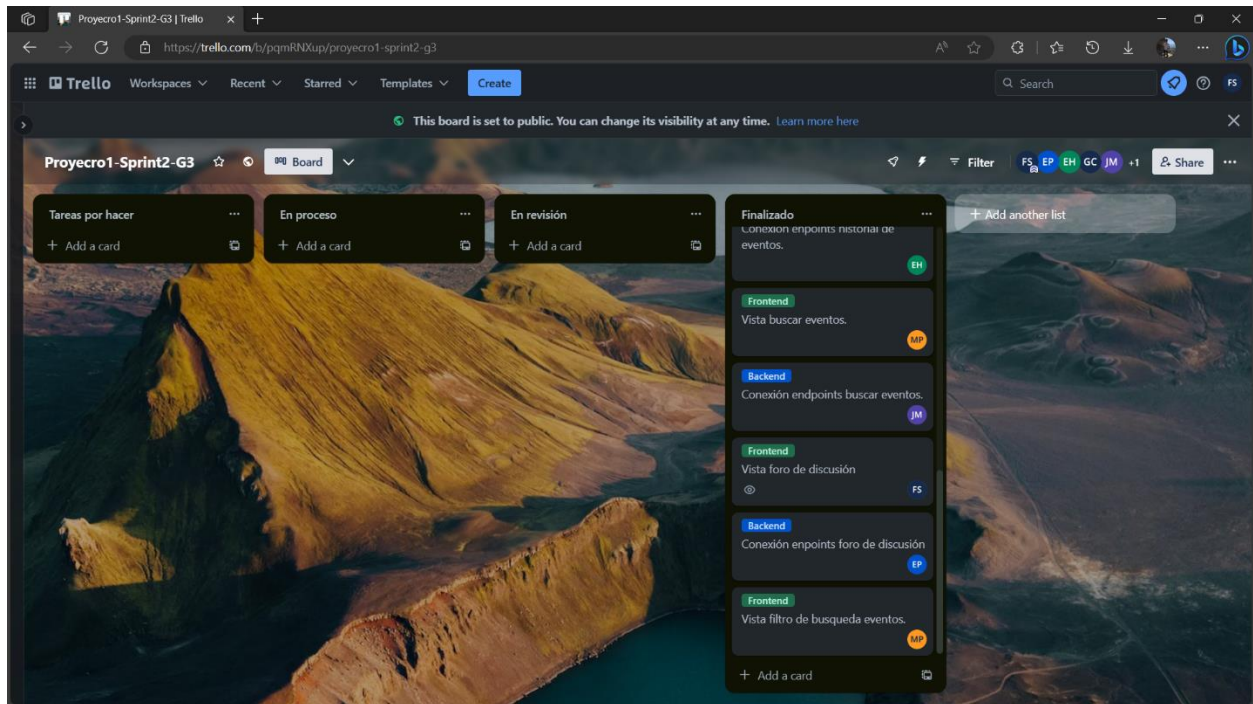 Proyecro1-Sprint2-G3 | Trello
https://trello.com/b/pqmRNXup/proyecro1-sprint2-g3
Trello Workspaces Recent Starred Templates Create Search FS
This board is set to public. You can change its visibility at any time. Learn more here
Proyecro1-Sprint2-G3 Board Filter FS EP EH GC JM +1 Share
Tareas por hacer
+ Add a card
En proceso
+ Add a card
En revisión
+ Add a card
Finalizado
Conexión enpoints historial de
eventos.
EH
Frontend
Vista buscar eventos.
MP
Backend
Conexión endpoints buscar eventos.
JM
Frontend
Vista foro de discusión
FS
Backend
Conexión enpoints foro de discusión
EP
Frontend
Vista filtro de busqueda eventos.
MP
+ Add a card
+ Add another list